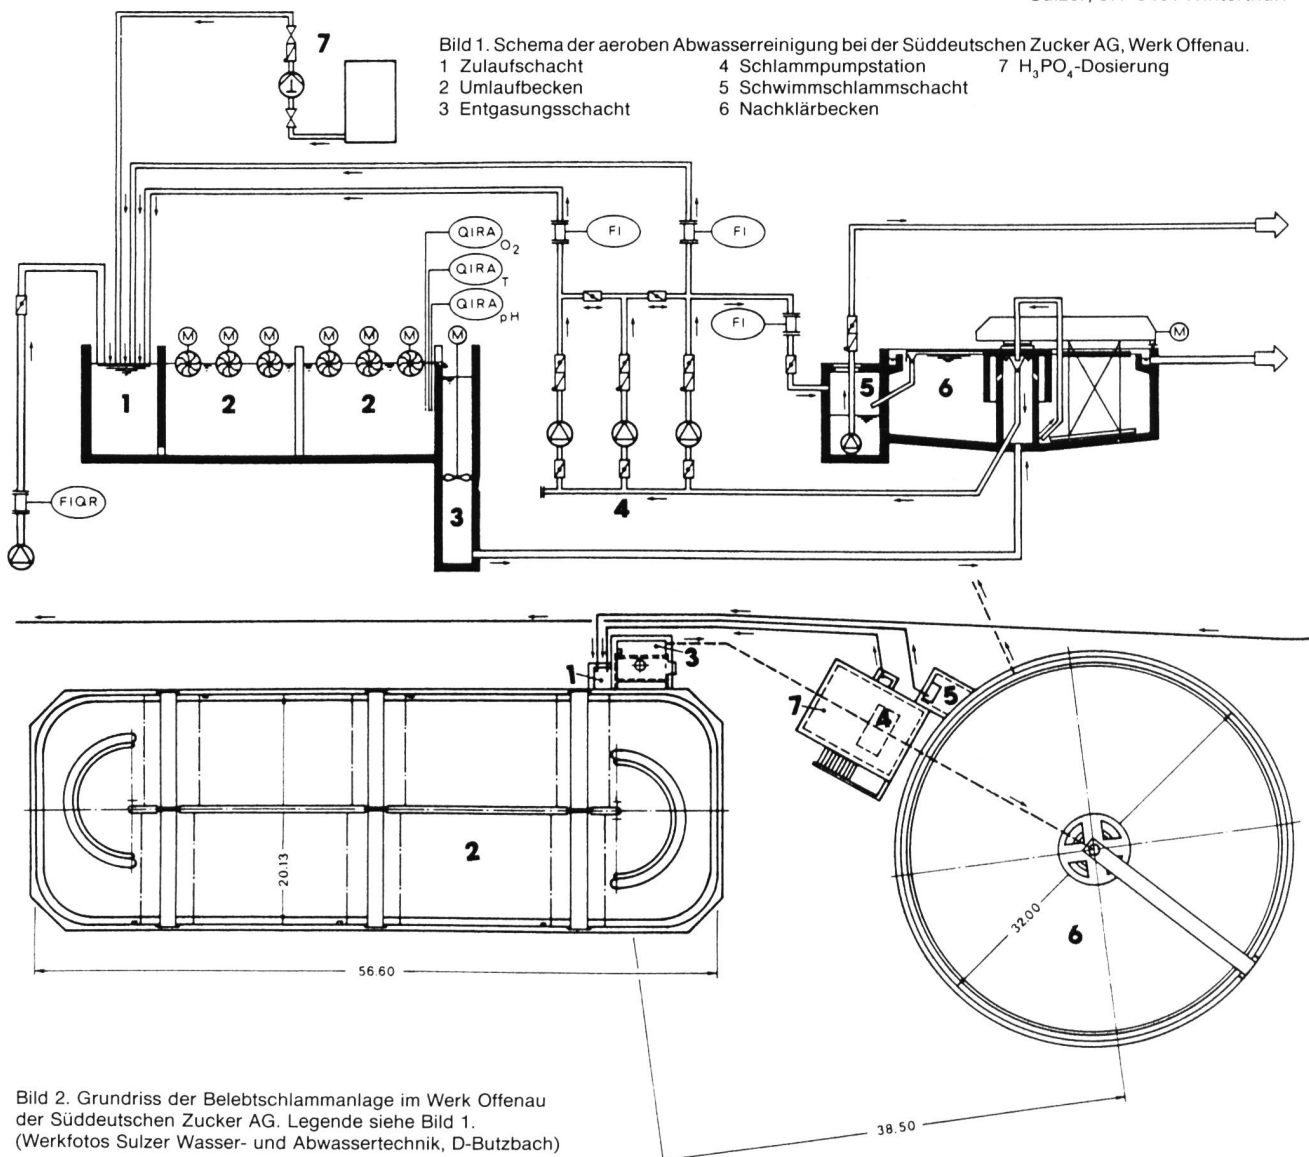 Bild 1. Schema der aeroben Abwasserreinigung bei der Süddeutschen Zucker AG, Werk Offenau.
1 Zulaufschacht
2 Umlaufbecken
3 Entgasungsschacht
4 Schlammpumpstation
5 Schwimmschlammschacht
6 Nachklärbecken
7 H₃PO₄-Dosierung
7
QIRA O₂
QIRA T
QIRA pH
FI
FI
FI
M
M
M
M
M
M
M
M
1
2
2
3
4
5
6
FIQR
1
3
7
4
5
2
6
20.13
56.60
32.00
38.50
Bild 2. Grundriss der Belebtschlammanlage im Werk Offenau
der Süddeutschen Zucker AG. Legende siehe Bild 1.
(Werkfotos Sulzer Wasser- und Abwassertechnik, D-Butzbach)